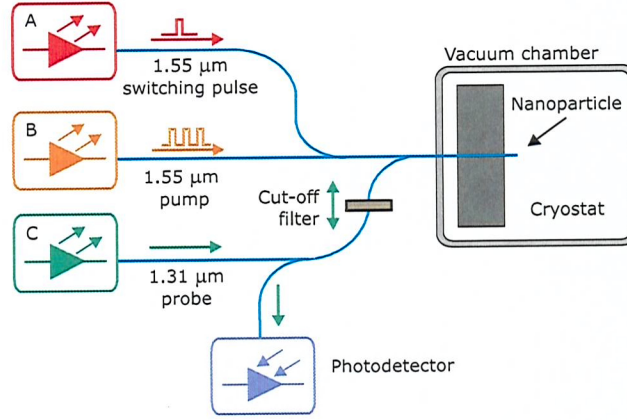 A
1.55 µm
switching pulse
Vacuum chamber
Nanoparticle
B
1.55 µm
pump
Cut-off
filter
Cryostat
C
1.31 µm
probe
Photodetector